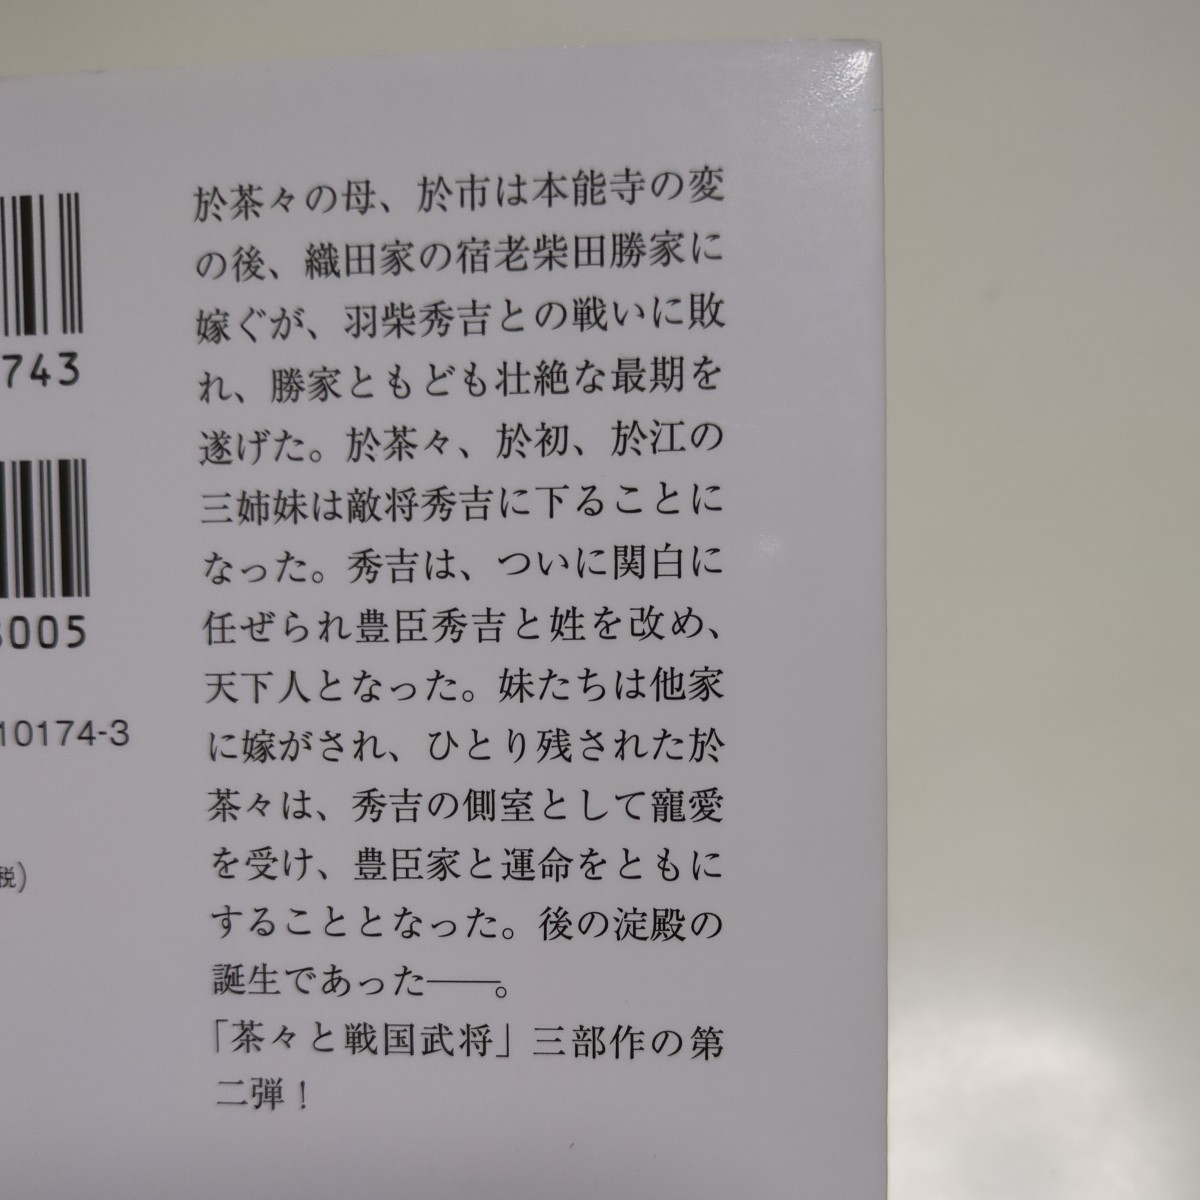 於茶々の母、於市は本能寺の変
の後、織田家の宿老柴田勝家に
嫁ぐが、羽柴秀吉との戦いに敗
れ、勝家ともども壮絶な最期を
遂げた。於茶々、於初、於江の
三姉妹は敵将秀吉に下ることに
なった。秀吉は、ついに関白に
任ぜられ豊臣秀吉と姓を改め、
天下人となった。妹たちは他家
に嫁がされ、ひとり残された於
茶々は、秀吉の側室として寵愛
を受け、豊臣家と運命をともに
することとなった。後の淀殿の
誕生であった――。
「茶々と戦国武将」三部作の第
二弾！
743
3005
10174-3
税)